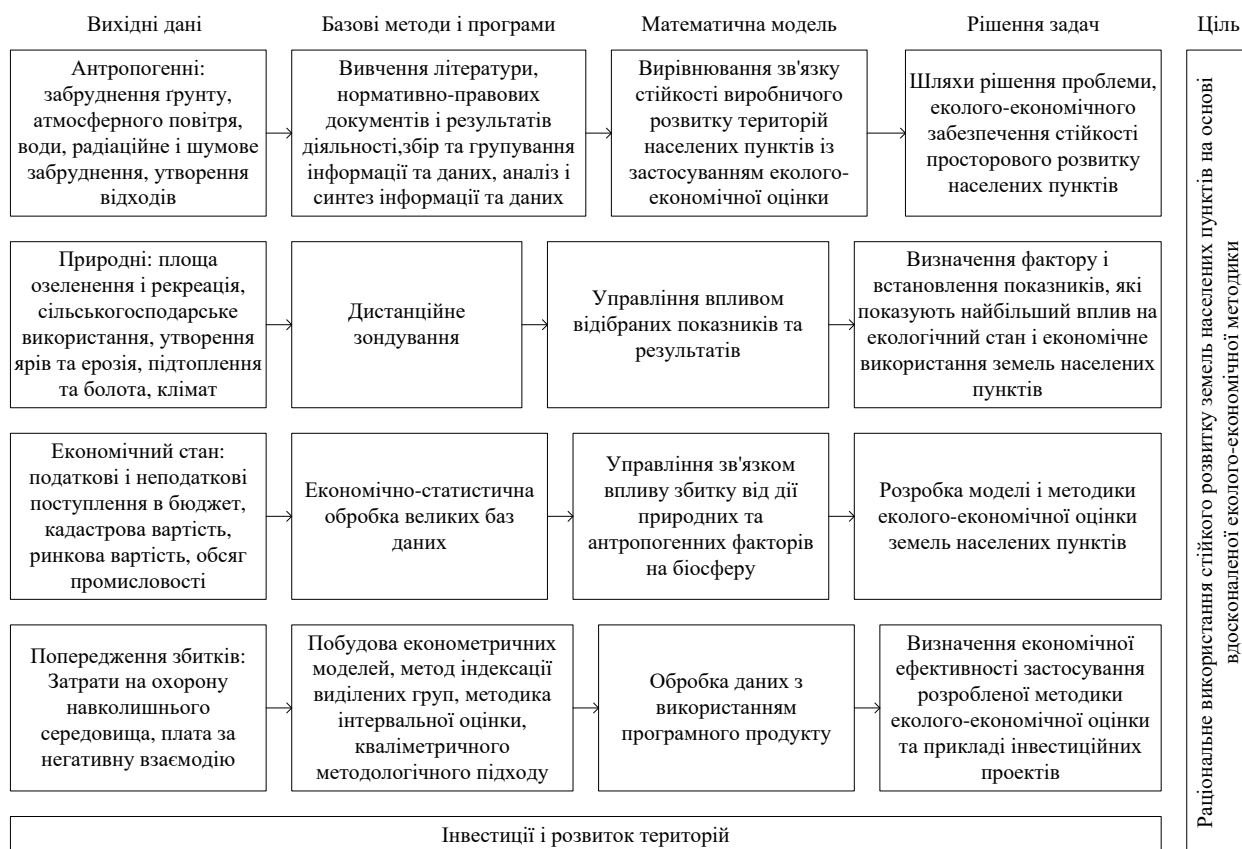 Вихідні дані
Базові методи і програми
Математична модель
Рішення задач
Ціль
Антропогенні:
забруднення ґрунту,
атмосферного повітря,
води, радіаційне і шумове
забруднення, утворення
відходів
Вивчення літератури,
нормативно-правових
документів і результатів
діяльності,збір та групування
інформації та даних, аналіз і
синтез інформації та даних
Вирівнювання зв'язку
стійкості виробничого
розвитку територій
населених пунктів із
застосуванням еколого-
економічної оцінки
Шляхи рішення проблеми,
еколого-економічного
забезпечення стійкості
просторового розвитку
населених пунктів
Природні: площа
озеленення і рекреація,
сільськогосподарське
використання, утворення
ярів та ерозія, підтоплення
та болота, клімат
Дистанційне
зондування
Управління впливом
відібраних показників та
результатів
Визначення фактору і
встановлення показників, які
показують найбільший вплив на
екологічний стан і економічне
використання земель населених
пунктів
Економічний стан:
податкові і неподаткові
поступлення в бюджет,
кадастрова вартість,
ринкова вартість, обсяг
промисловості
Економічно-статистична
обробка великих баз
даних
Управління зв'язком
впливу збитку від дії
природних та
антропогенних факторів
на біосферу
Розробка моделі і методики
еколого-економічної оцінки
земель населених пунктів
Попередження збитків:
Затрати на охорону
навколишнього
середовища, плата за
негативну взаємодію
Побудова економетричних
моделей, метод індексації
виділених груп, методика
інтервальної оцінки,
кваліметричного
методологічного підходу
Обробка даних з
використанням
програмного продукту
Визначення економічної
ефективності застосування
розробленої методики
еколого-економічної оцінки
та прикладі інвестиційних
проектів
Інвестиції і розвиток територій
Раціональне використання стійкого розвитку земель населених пунктів на основі
вдосконаленої еколого-економічної методики